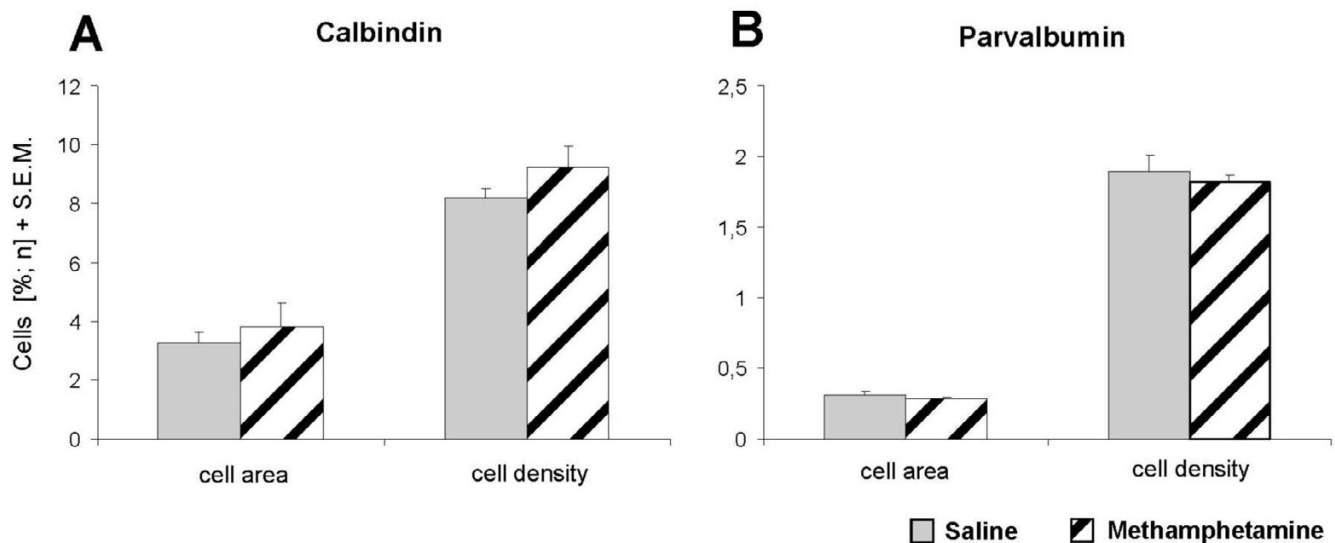 A
Calbindin
Cells [%; n] + S.E.M.
12
10
8
6
4
2
0
cell area
cell density
B
Parvalbumin
2,5
2
1,5
1
0,5
0
cell area
cell density
Saline
Methamphetamine